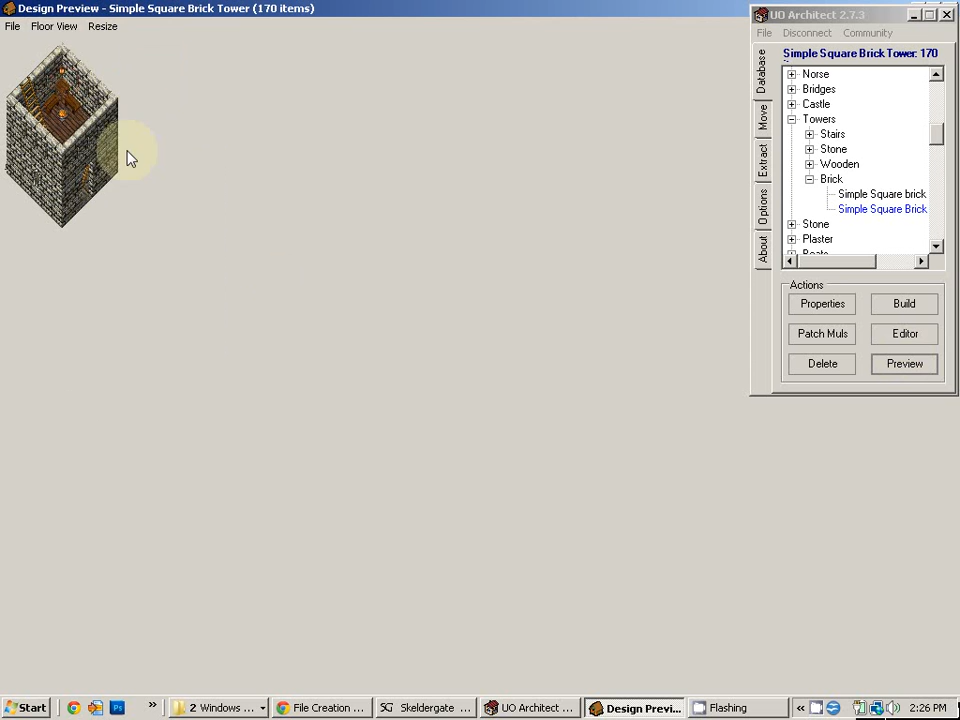 Design Preview - Simple Square Brick Tower (170 items)
File Floor View Resize
UO Architect 2.7.3
File Disconnect Community
Simple Square Brick Tower: 170
Database
Move
Extract
Options
About
Norse
Bridges
Castle
Towers
Stairs
Stone
Wooden
Brick
Simple Square brick
Simple Square Brick
Stone
Plaster
Boats
Actions
Properties Build
Patch Muls Editor
Delete Preview
Start » 2 Windows ... File Creation ... Skeldergate ... UO Architect ... Design Previ... Flashing « 2:26 PM